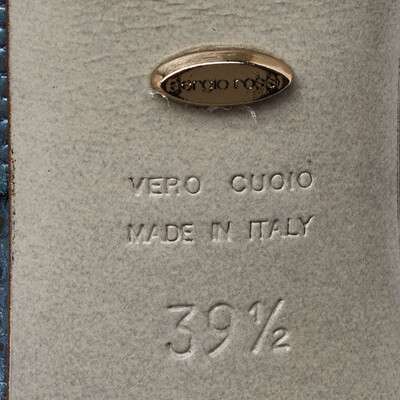 sergio rossi
VERO CUOIO
MADE IN ITALY
39½